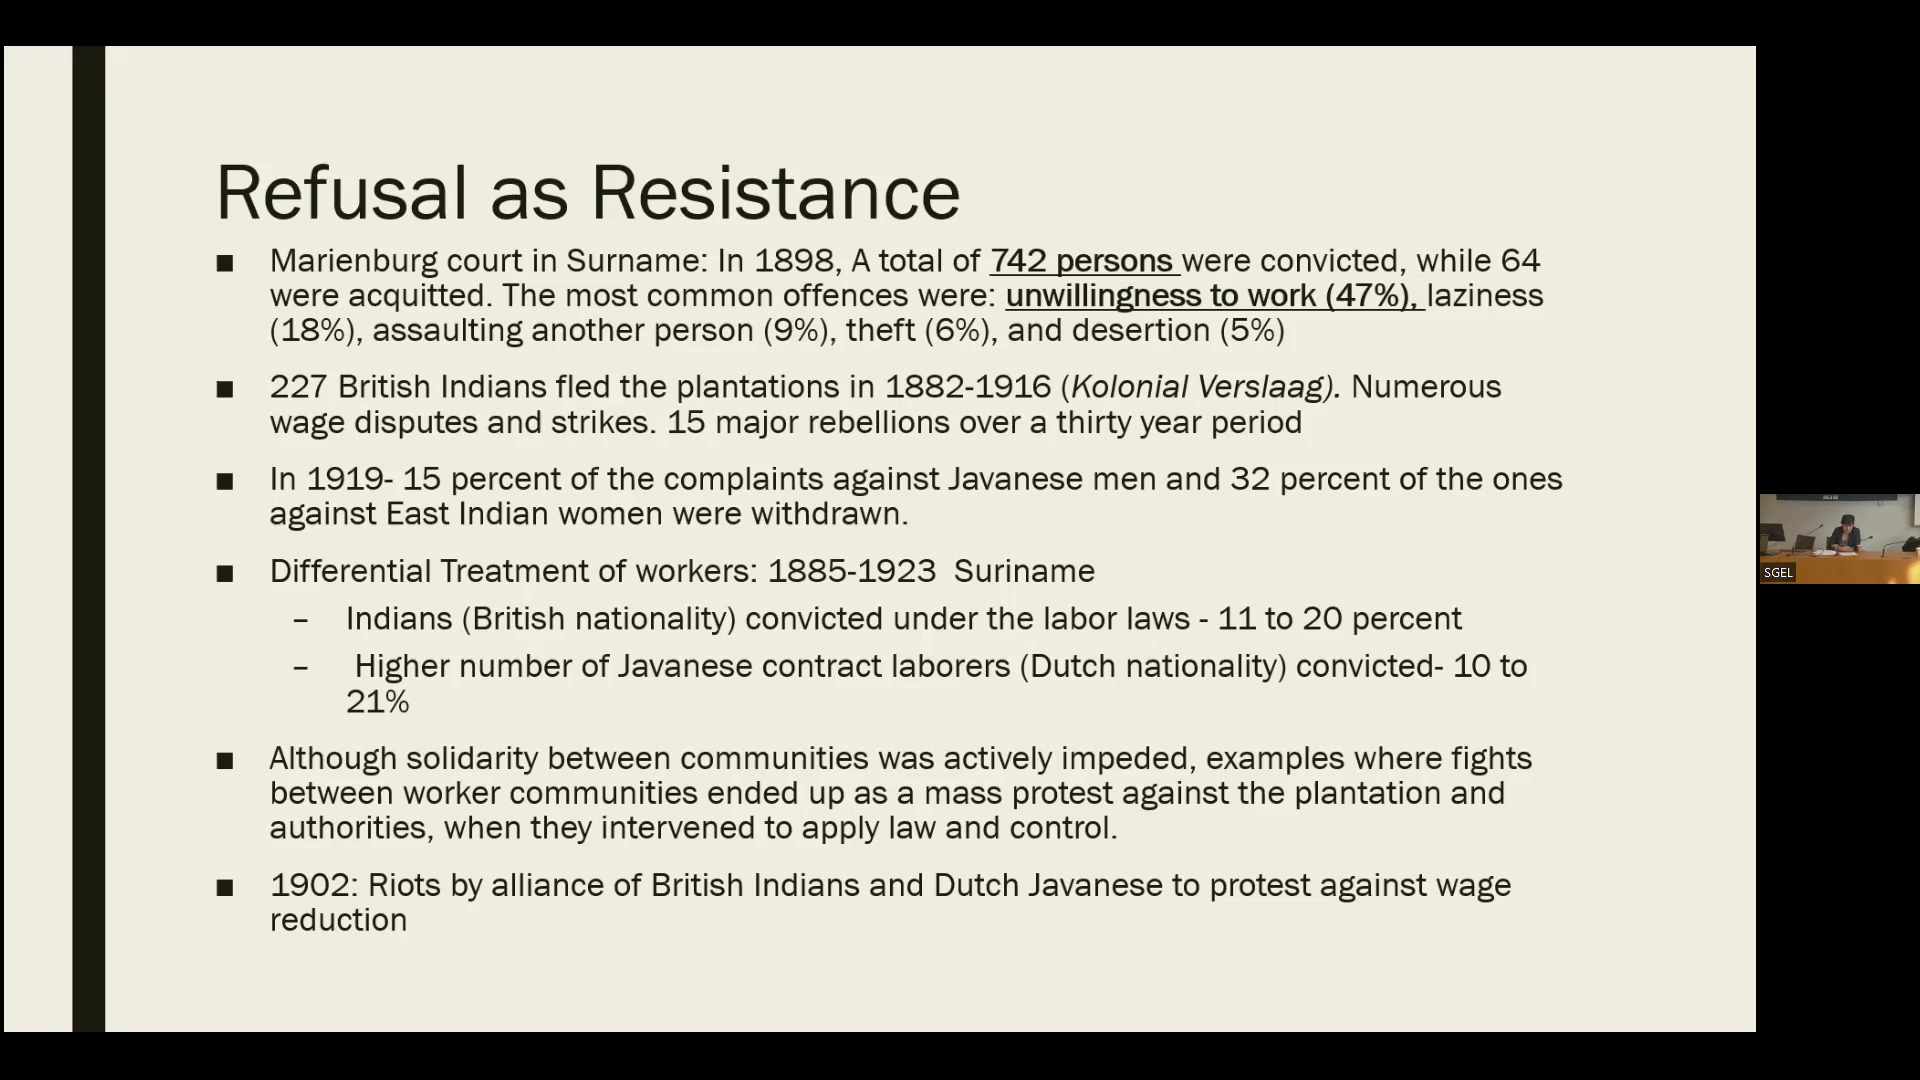 Refusal as Resistance
■ Marienburg court in Surname: In 1898, A total of 742 persons were convicted, while 64
were acquitted. The most common offences were: unwillingness to work (47%), laziness
(18%), assaulting another person (9%), theft (6%), and desertion (5%)
■ 227 British Indians fled the plantations in 1882-1916 (Kolonial Verslaag). Numerous
wage disputes and strikes. 15 major rebellions over a thirty year period
■ In 1919- 15 percent of the complaints against Javanese men and 32 percent of the ones
against East Indian women were withdrawn.
■ Differential Treatment of workers: 1885-1923 Suriname
– Indians (British nationality) convicted under the labor laws - 11 to 20 percent
– Higher number of Javanese contract laborers (Dutch nationality) convicted- 10 to
21%
■ Although solidarity between communities was actively impeded, examples where fights
between worker communities ended up as a mass protest against the plantation and
authorities, when they intervened to apply law and control.
■ 1902: Riots by alliance of British Indians and Dutch Javanese to protest against wage
reduction
SGEL